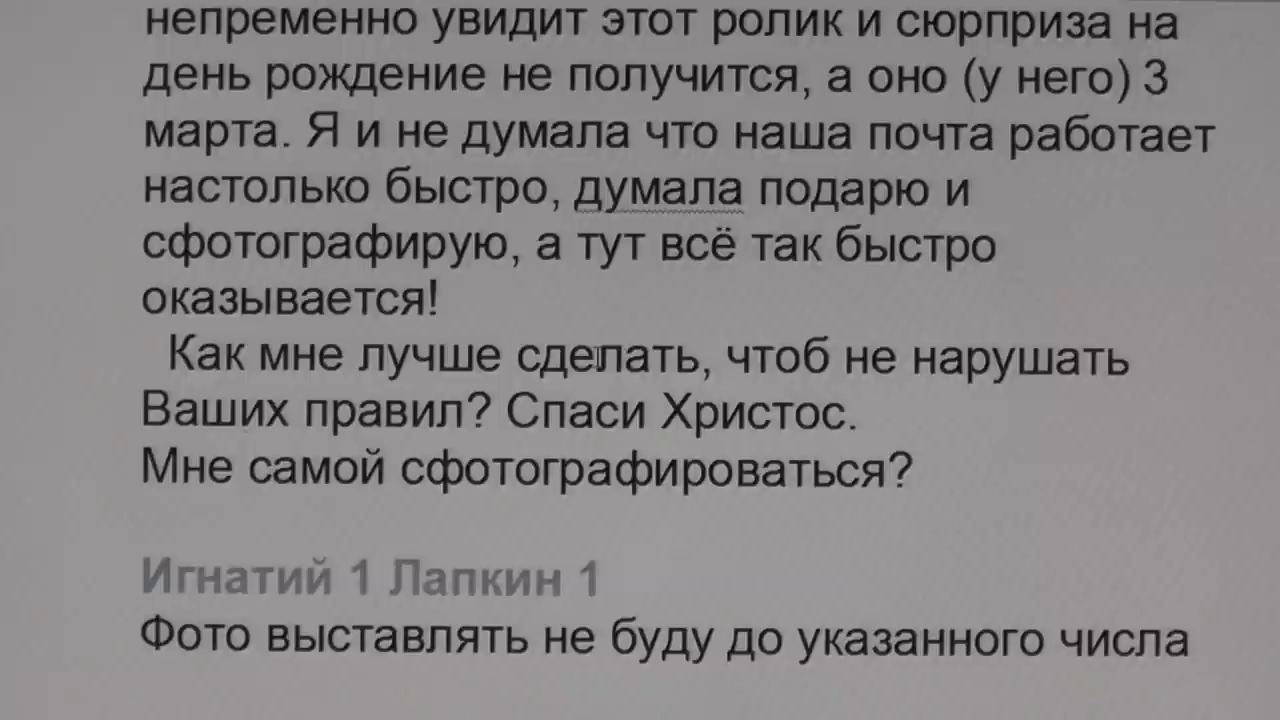 непременно увидит этот ролик и сюрприза на
день рождение не получится, а оно (у него) 3
марта. Я и не думала что наша почта работает
настолько быстро, думала подарю и
сфотографирую, а тут всё так быстро
оказывается!
Как мне лучше сделать, чтоб не нарушать
Ваших правил? Спаси Христос.
Мне самой сфотографироваться?
Игнатий 1 Лапкин 1
Фото выставлять не буду до указанного числа